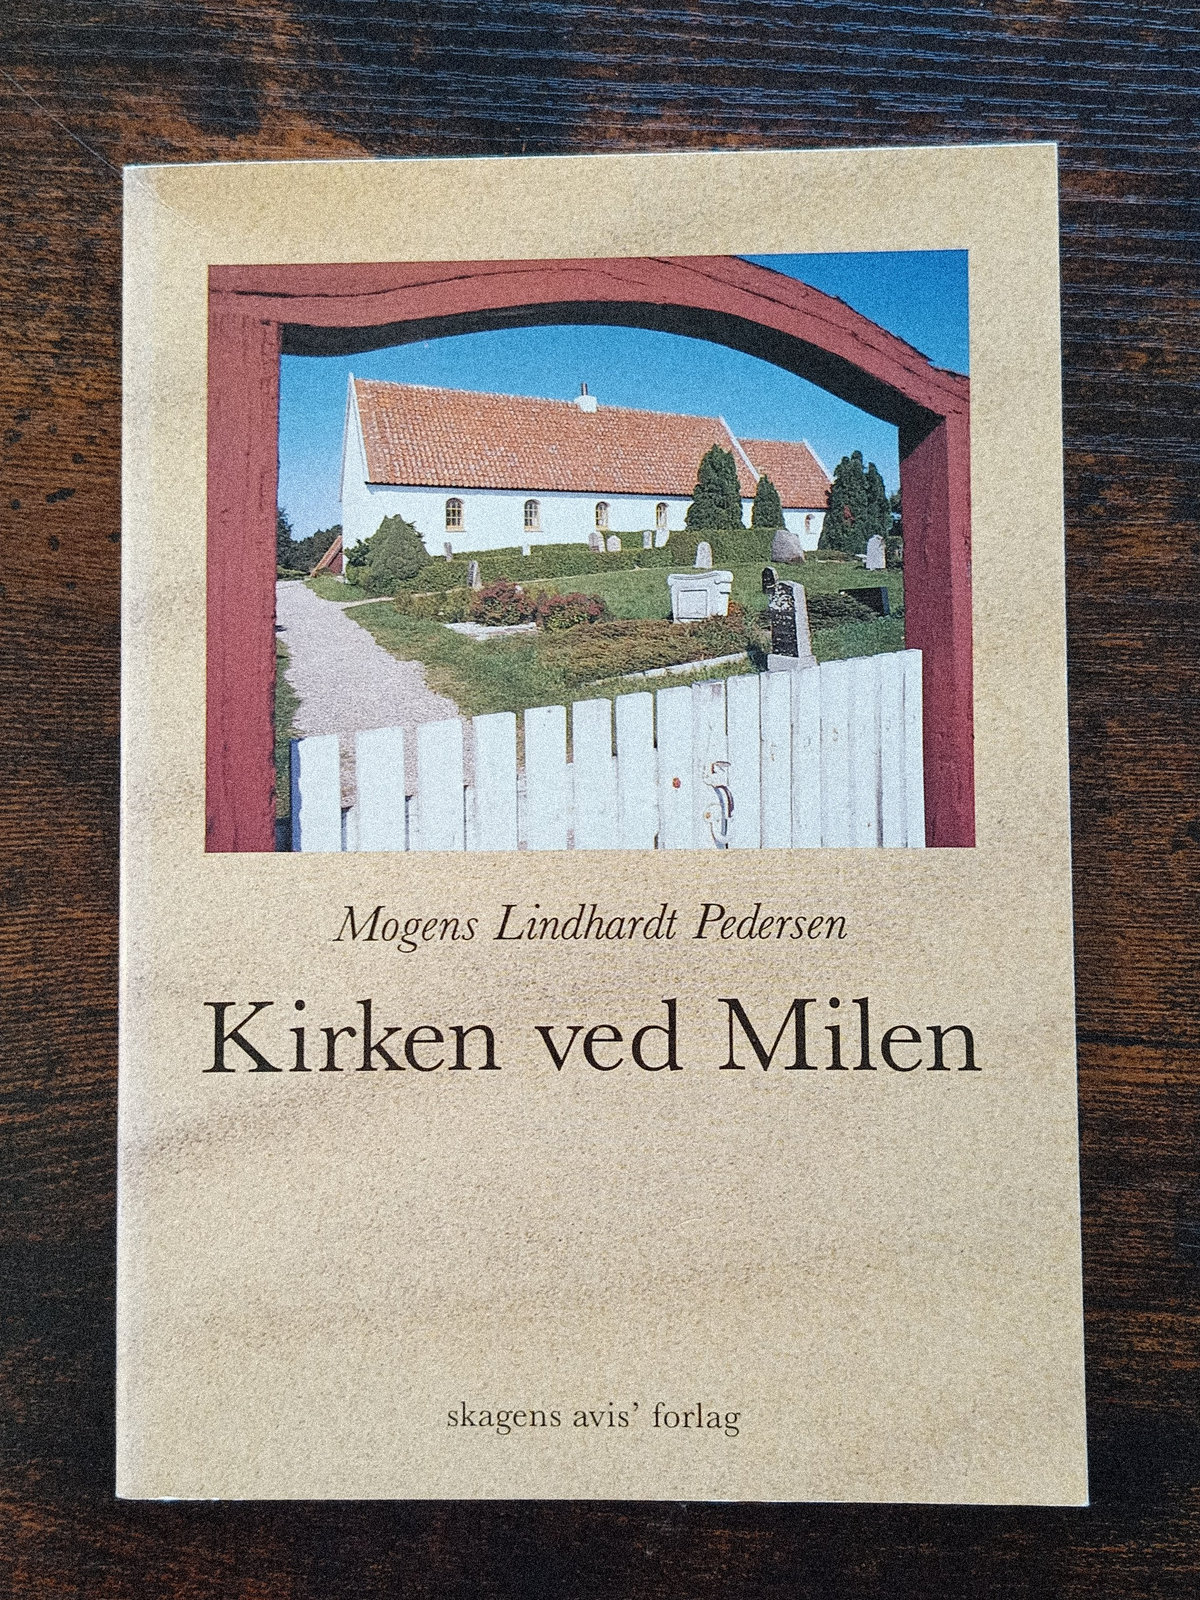 Mogens Lindhardt Pedersen
Kirken ved Milen
skagens avis’ forlag